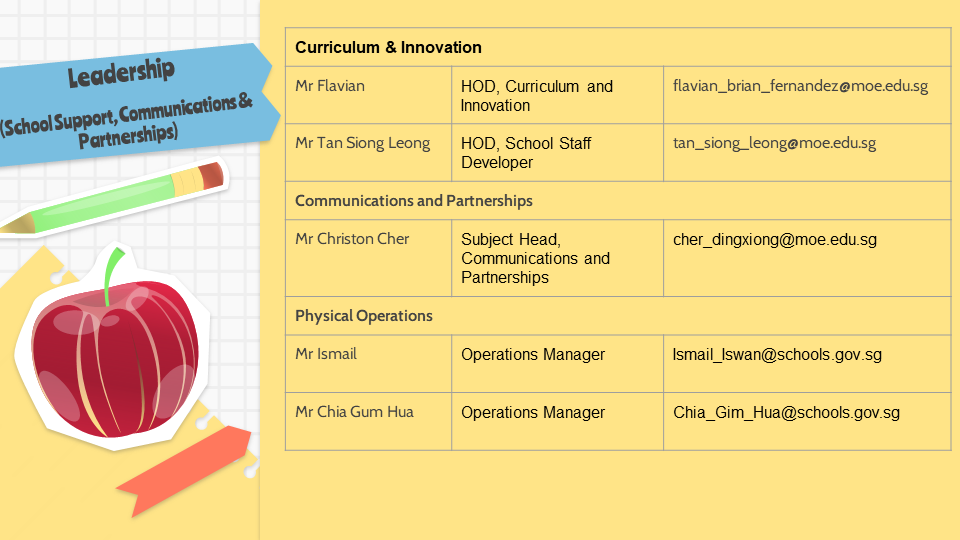 Leadership
(School Support, Communications &
Partnerships)
Curriculum & Innovation
Mr Flavian
HOD, Curriculum and
Innovation
flavian_brian_fernandez@moe.edu.sg
Mr Tan Siong Leong
HOD, School Staff
Developer
tan_siong_leong@moe.edu.sg
Communications and Partnerships
Mr Christon Cher
Subject Head,
Communications and
Partnerships
cher_dingxiong@moe.edu.sg
Physical Operations
Mr Ismail
Operations Manager
Ismail_Iswan@schools.gov.sg
Mr Chia Gum Hua
Operations Manager
Chia_Gim_Hua@schools.gov.sg